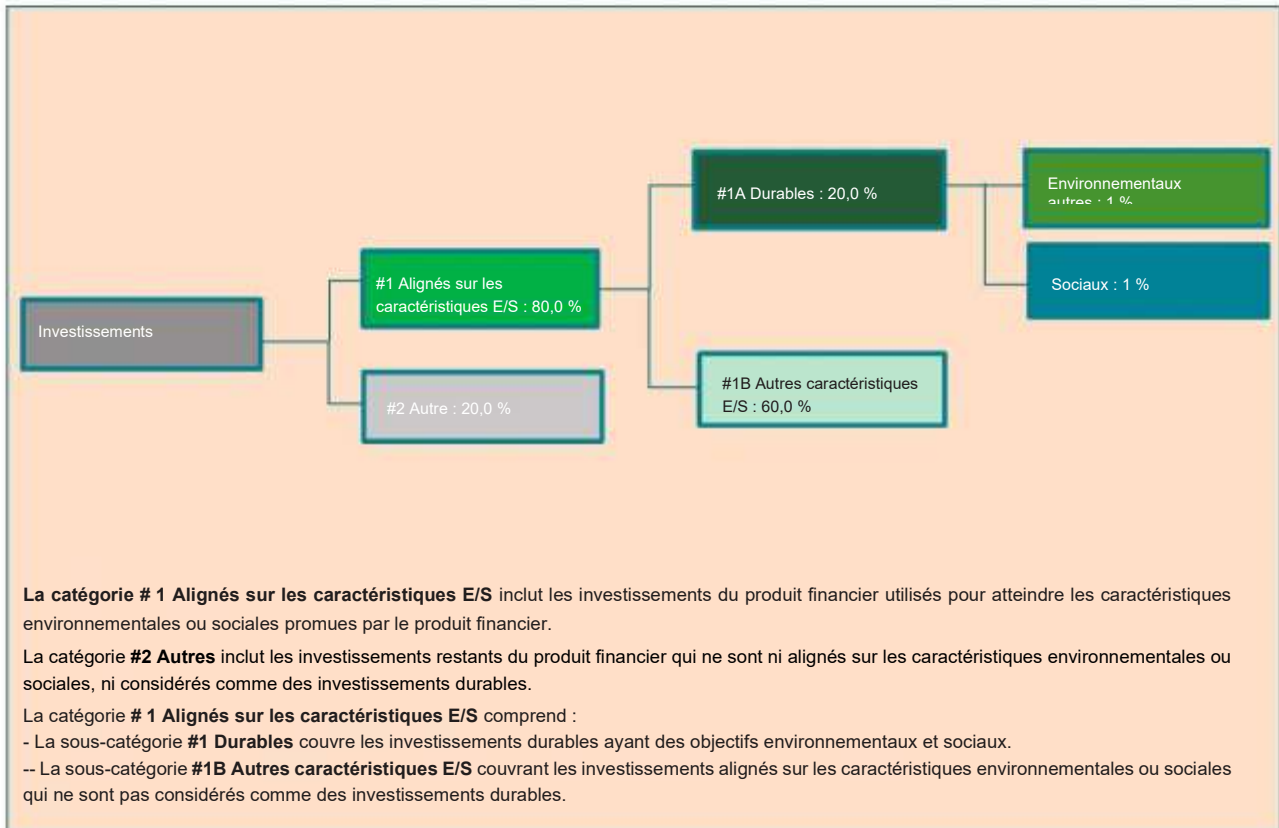 #1A Durables : 20,0 %
Environnementaux
autres : 1 %
#1 Alignés sur les
caractéristiques E/S : 80,0 %
Sociaux : 1 %
Investissements
#1B Autres caractéristiques
E/S : 60,0 %
#2 Autre : 20,0 %
La catégorie # 1 Alignés sur les caractéristiques E/S inclut les investissements du produit financier utilisés pour atteindre les caractéristiques
environnementales ou sociales promues par le produit financier.
La catégorie #2 Autres inclut les investissements restants du produit financier qui ne sont ni alignés sur les caractéristiques environnementales ou
sociales, ni considérés comme des investissements durables.
La catégorie # 1 Alignés sur les caractéristiques E/S comprend :
- La sous-catégorie #1 Durables couvre les investissements durables ayant des objectifs environnementaux et sociaux.
-- La sous-catégorie #1B Autres caractéristiques E/S couvrant les investissements alignés sur les caractéristiques environnementales ou sociales
qui ne sont pas considérés comme des investissements durables.